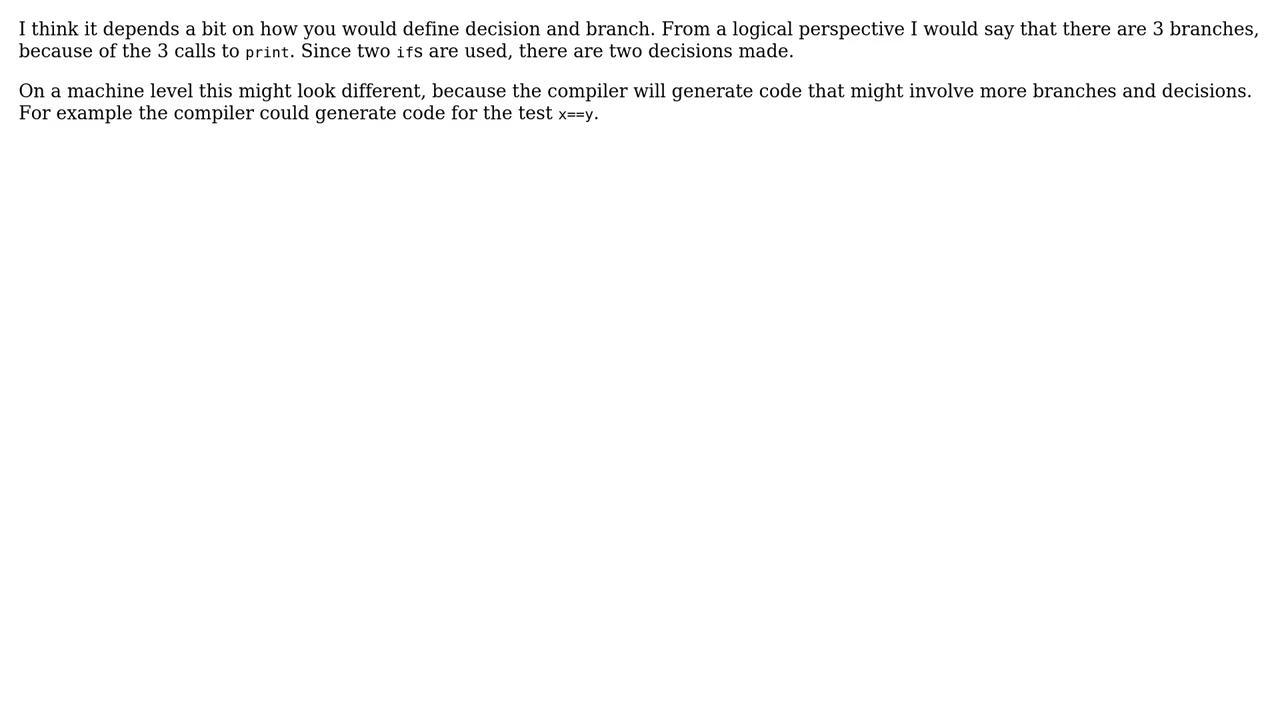 I think it depends a bit on how you would define decision and branch. From a logical perspective I would say that there are 3 branches,
because of the 3 calls to print. Since two ifs are used, there are two decisions made.
On a machine level this might look different, because the compiler will generate code that might involve more branches and decisions.
For example the compiler could generate code for the test x==y.